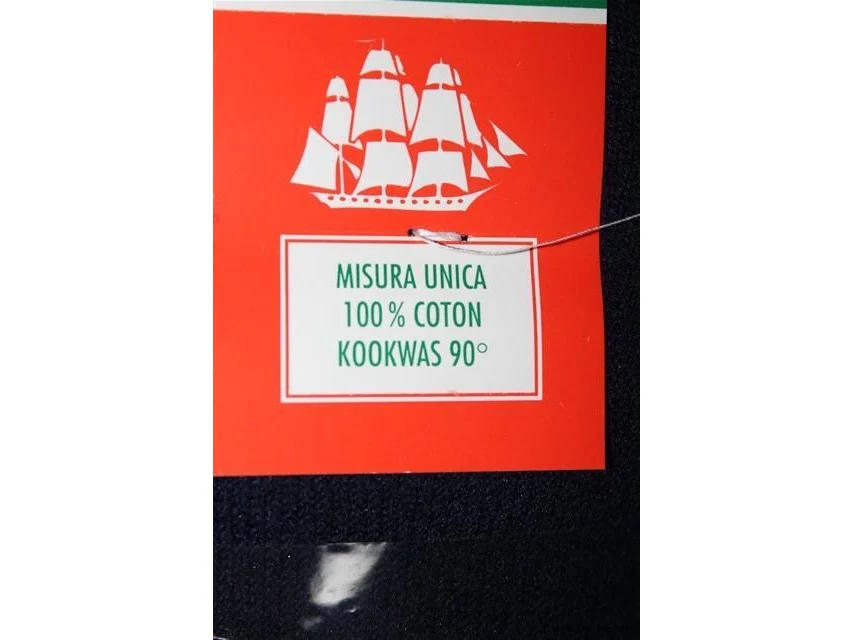 MISURA UNICA
100 % COTON
KOOKWAS 90°